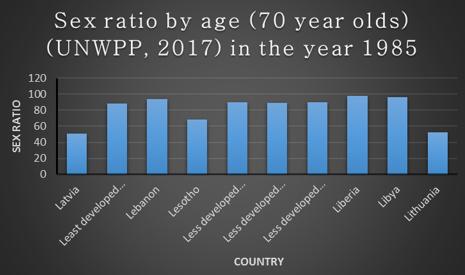 Sex ratio by age (70 year olds)
(UNWPP, 2017) in the year 1985
120
100
80
60
40
20
0
SEX RATIO
Latvia
Least developed...
Lebanon
Lesotho
Less developed...
Less developed...
Less developed...
Liberia
Libya
Lithuania
COUNTRY